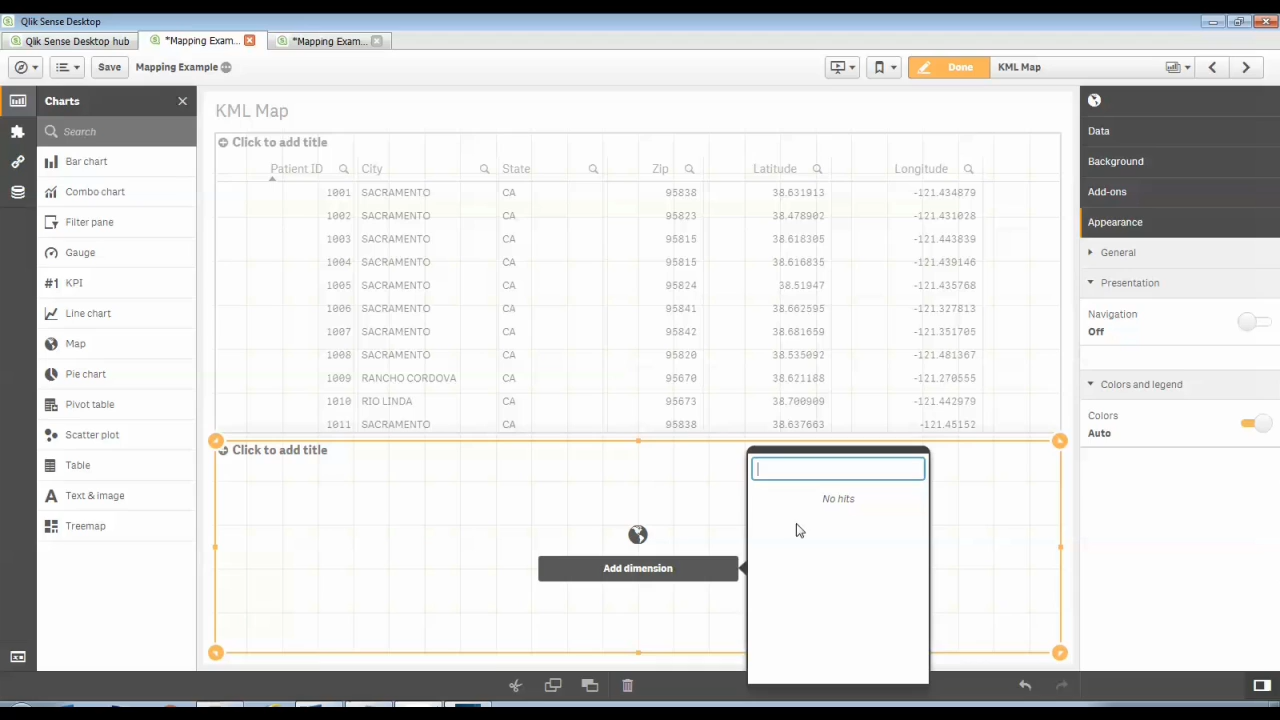 Qlik Sense Desktop
Qlik Sense Desktop hub
*Mapping Exam...
*Mapping Exam...
Save
Mapping Example
Done
KML Map
Charts
Search
Bar chart
Combo chart
Filter pane
Gauge
#1 KPI
Line chart
Map
Pie chart
Pivot table
Scatter plot
Table
Text & image
Treemap
KML Map
Click to add title
Patient ID City State Zip Latitude Longitude
1001 SACRAMENTO CA 95838 38.631913 -121.434879
1002 SACRAMENTO CA 95823 38.478902 -121.431028
1003 SACRAMENTO CA 95815 38.618305 -121.443839
1004 SACRAMENTO CA 95815 38.616835 -121.439146
1005 SACRAMENTO CA 95824 38.51947 -121.435768
1006 SACRAMENTO CA 95841 38.662595 -121.327813
1007 SACRAMENTO CA 95842 38.681659 -121.351705
1008 SACRAMENTO CA 95820 38.535092 -121.481367
1009 RANCHO CORDOVA CA 95670 38.621188 -121.270555
1010 RIO LINDA CA 95673 38.700909 -121.442979
1011 SACRAMENTO CA 95838 38.637663 -121.45152
Click to add title
Add dimension
No hits
Data
Background
Add-ons
Appearance
General
Presentation
Navigation
Off
Colors and legend
Colors
Auto